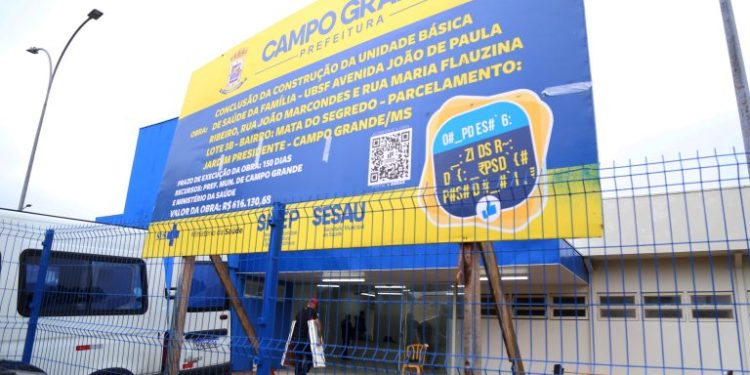 CAMPO GRAN
PREFEITURA
CONCLUSÃO DA CONSTRUÇÃO DA UNIDADE BÁSICA
OBRA: DE SAÚDE DA FAMÍLIA - UBSF AVENIDA JOÃO DE PAULA
RIBEIRO, RUA JOÃO MARCONDES E RUA MARIA FLAUZINA
LOTE 3B - BAIRRO: MATA DO SEGREDO - PARCELAMENTO:
JARDIM PRESIDENTE - CAMPO GRANDE/MS
PRAZO DE EXECUÇÃO DA OBRA: 150 DIAS
RECURSOS: PREF. MUN. DE CAMPO GRANDE
E MINISTÉRIO DA SAÚDE
VALOR DA OBRA: R$ 616.130,68
SESAU